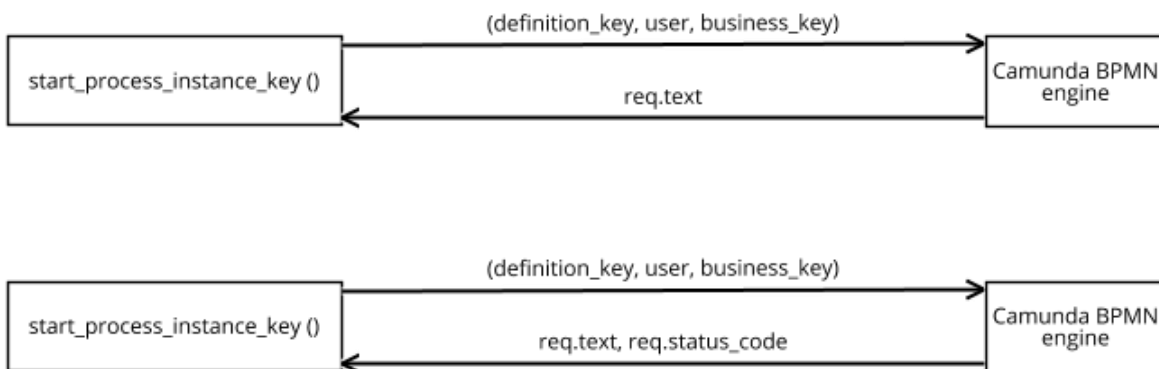 (definition_key, user, business_key)
start_process_instance_key ()
req.text
Camunda BPMN
engine
(definition_key, user, business_key)
start_process_instance_key ()
req.text, req.status_code
Camunda BPMN
engine